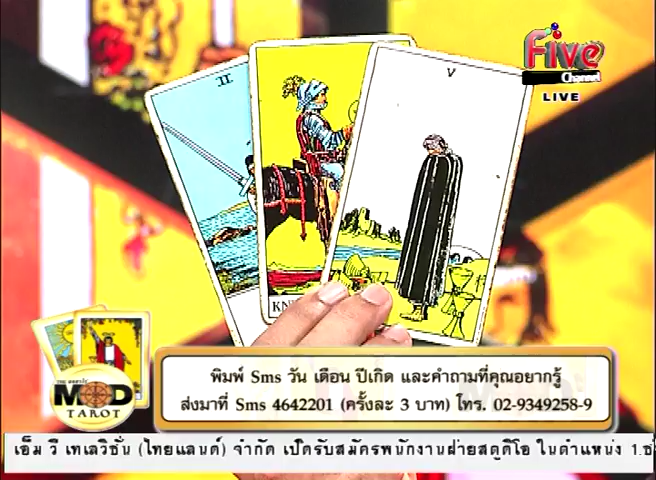 Five
Channel
LIVE
II
V
KN
MOD
TAROT
พิมพ์ Sms วัน เดือน ปีเกิด และคำถามที่คุณอยากรู้
ส่งมาที่ Sms 4642201 (ครั้งละ 3 บาท) โทร. 02-9349258-9
เอ็ม วี เทเลวิชั่น (ไทยแลนด์) จำกัด เปิดรับสมัครพนักงานฝ่ายสตูดิโอ ในตำแหน่ง 1.